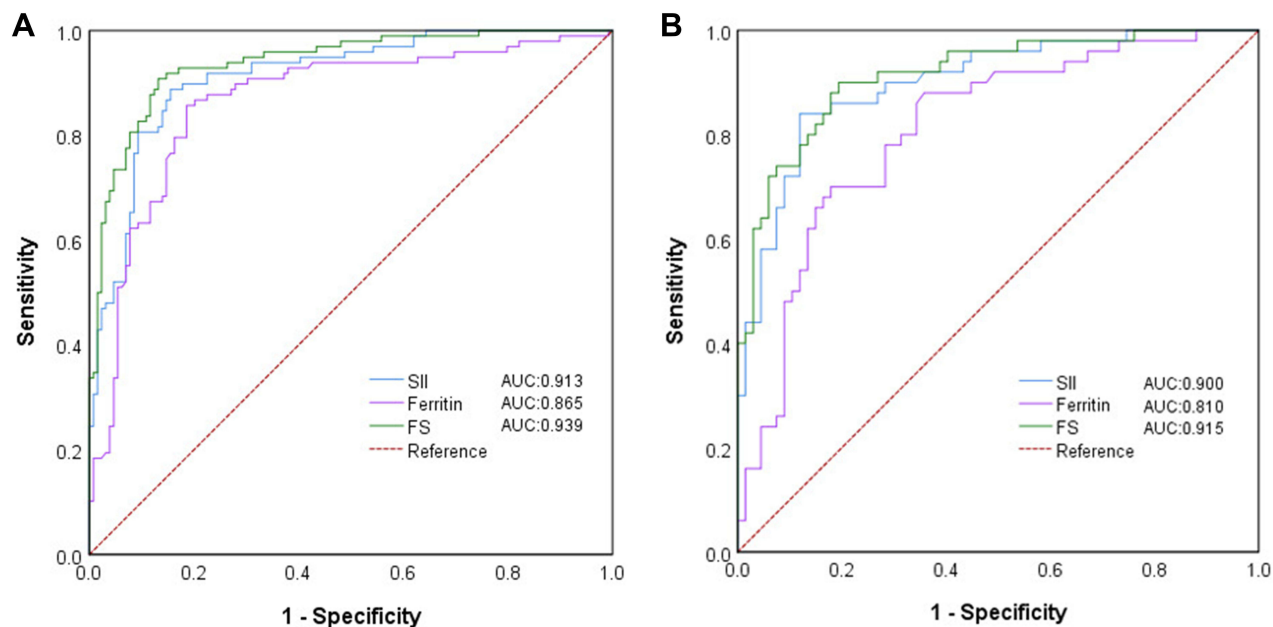 A
1.0
0.8
0.6
0.4
0.2
0.0
Sensitivity
SII AUC:0.913
Ferritin AUC:0.865
FS AUC:0.939
Reference
0.0 0.2 0.4 0.6 0.8 1.0
1 - Specificity
B
1.0
0.8
0.6
0.4
0.2
0.0
Sensitivity
SII AUC:0.900
Ferritin AUC:0.810
FS AUC:0.915
Reference
0.0 0.2 0.4 0.6 0.8 1.0
1 - Specificity